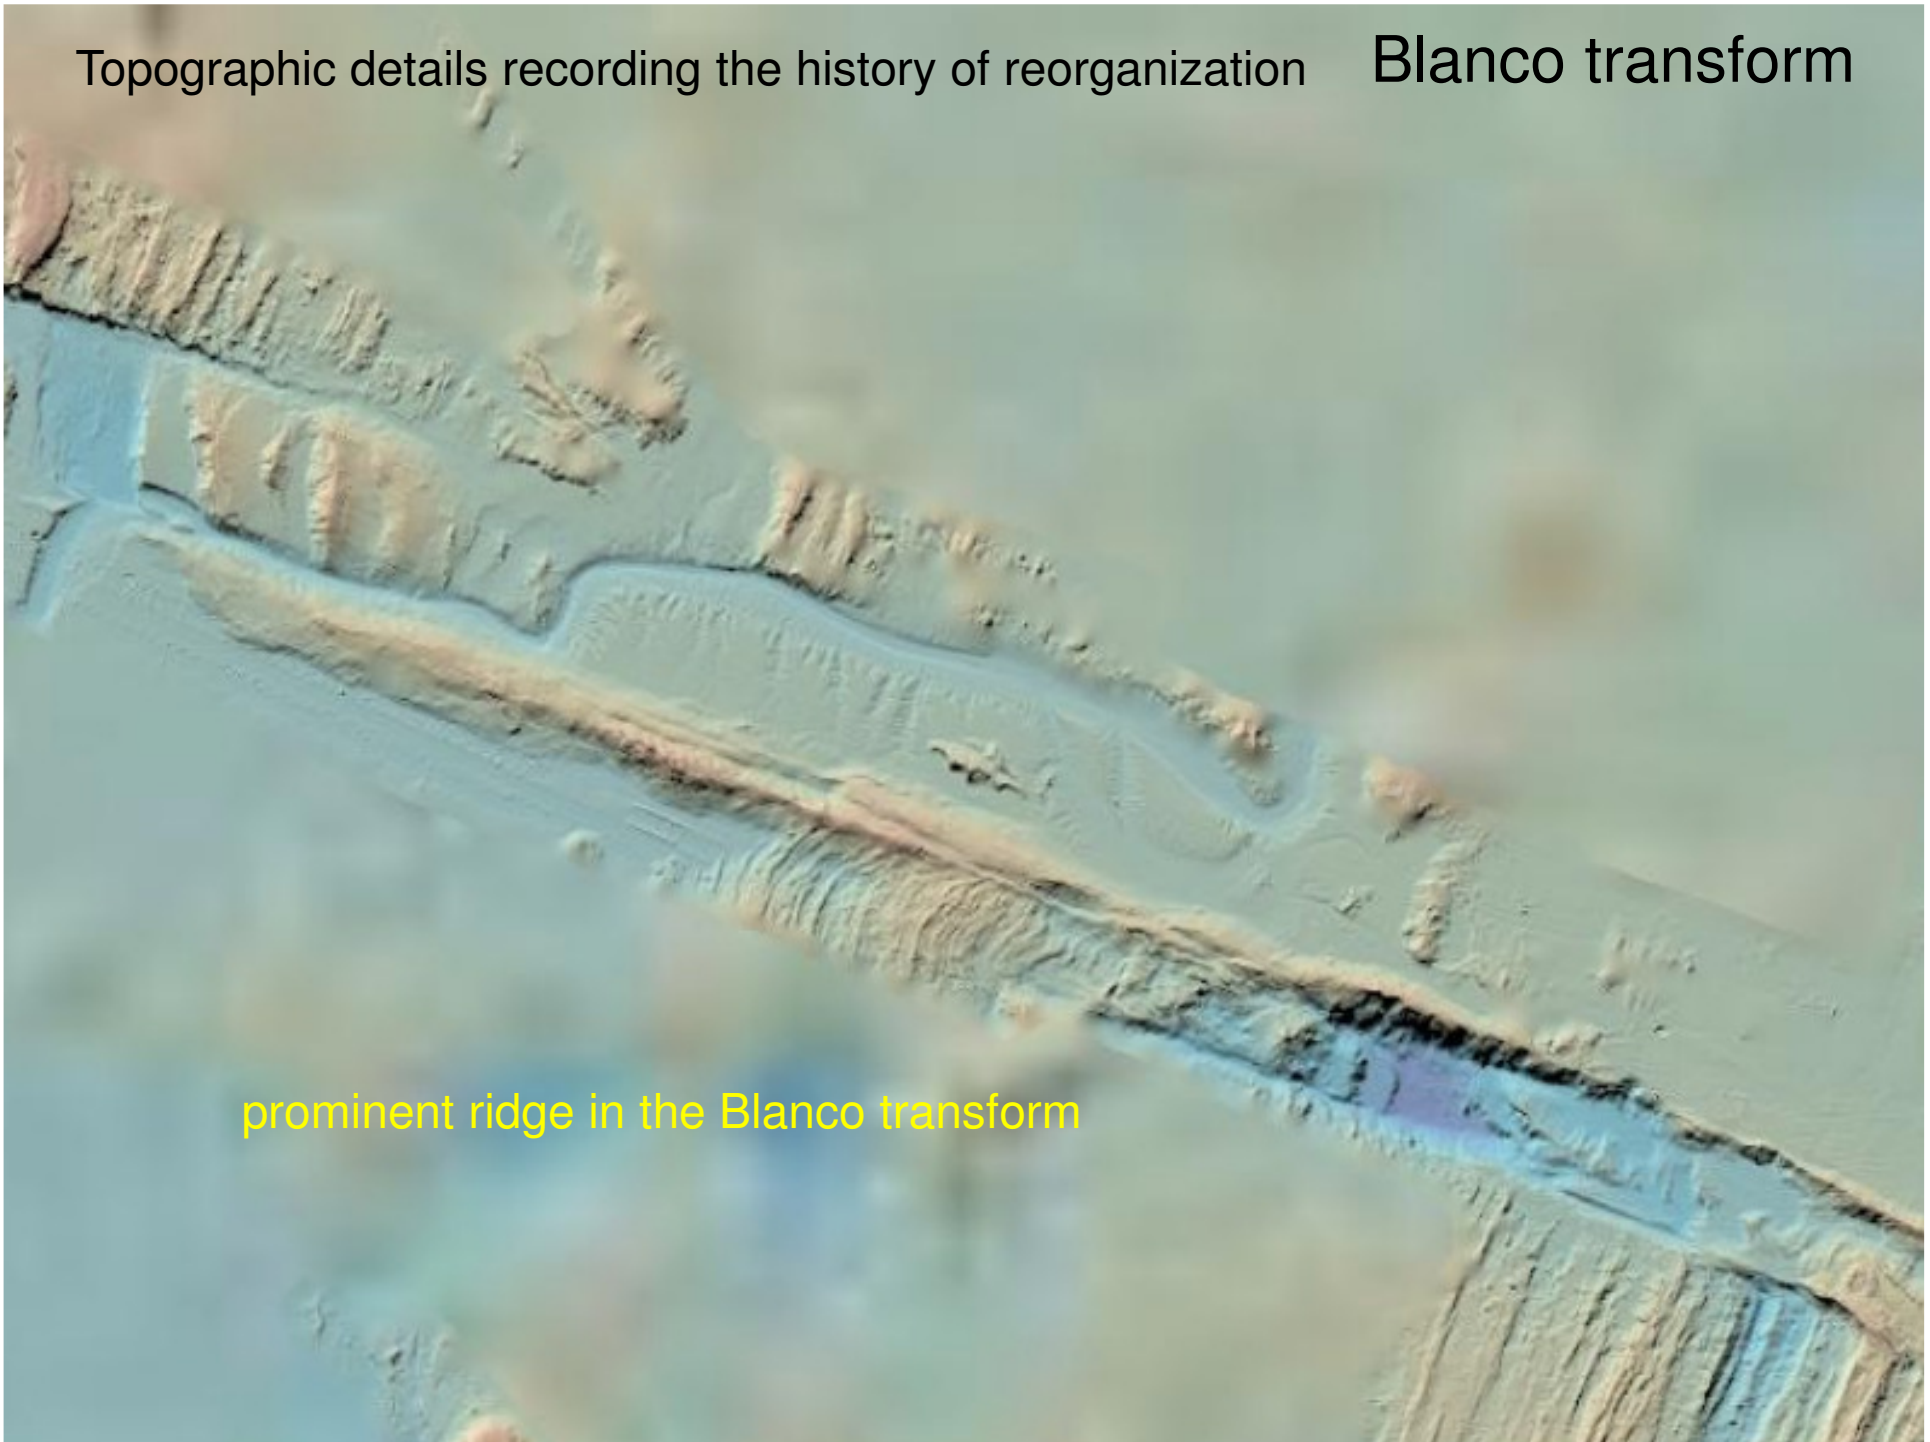 Topographic details recording the history of reorganization
Blanco transform
prominent ridge in the Blanco transform